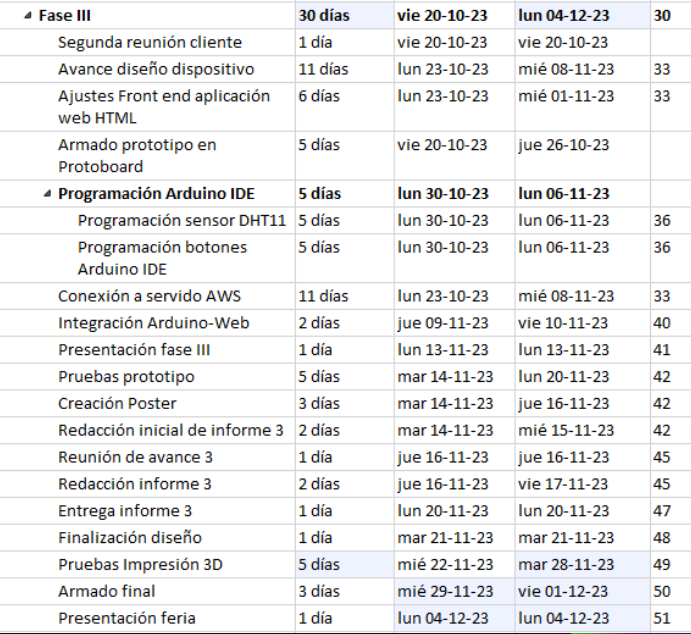 Fase III 30 días vie 20-10-23 lun 04-12-23 30
Segunda reunión cliente 1 día vie 20-10-23 vie 20-10-23
Avance diseño dispositivo 11 días lun 23-10-23 mié 08-11-23 33
Ajustes Front end aplicación 6 días lun 23-10-23 mié 01-11-23 33
web HTML
Armado prototipo en 5 días vie 20-10-23 jue 26-10-23
Protoboard
Programación Arduino IDE 5 días lun 30-10-23 lun 06-11-23
Programación sensor DHT11 5 días lun 30-10-23 lun 06-11-23 36
Programación botones 5 días lun 30-10-23 lun 06-11-23 36
Arduino IDE
Conexión a servido AWS 11 días lun 23-10-23 mié 08-11-23 33
Integración Arduino-Web 2 días jue 09-11-23 vie 10-11-23 40
Presentación fase III 1 día lun 13-11-23 lun 13-11-23 41
Pruebas prototipo 5 días mar 14-11-23 lun 20-11-23 42
Creación Poster 3 días mar 14-11-23 jue 16-11-23 42
Redacción inicial de informe 3 2 días mar 14-11-23 mié 15-11-23 42
Reunión de avance 3 1 día jue 16-11-23 jue 16-11-23 45
Redacción informe 3 2 días jue 16-11-23 vie 17-11-23 45
Entrega informe 3 1 día lun 20-11-23 lun 20-11-23 47
Finalización diseño 1 día mar 21-11-23 mar 21-11-23 48
Pruebas Impresión 3D 5 días mié 22-11-23 mar 28-11-23 49
Armado final 3 días mié 29-11-23 vie 01-12-23 50
Presentación feria 1 día lun 04-12-23 lun 04-12-23 51